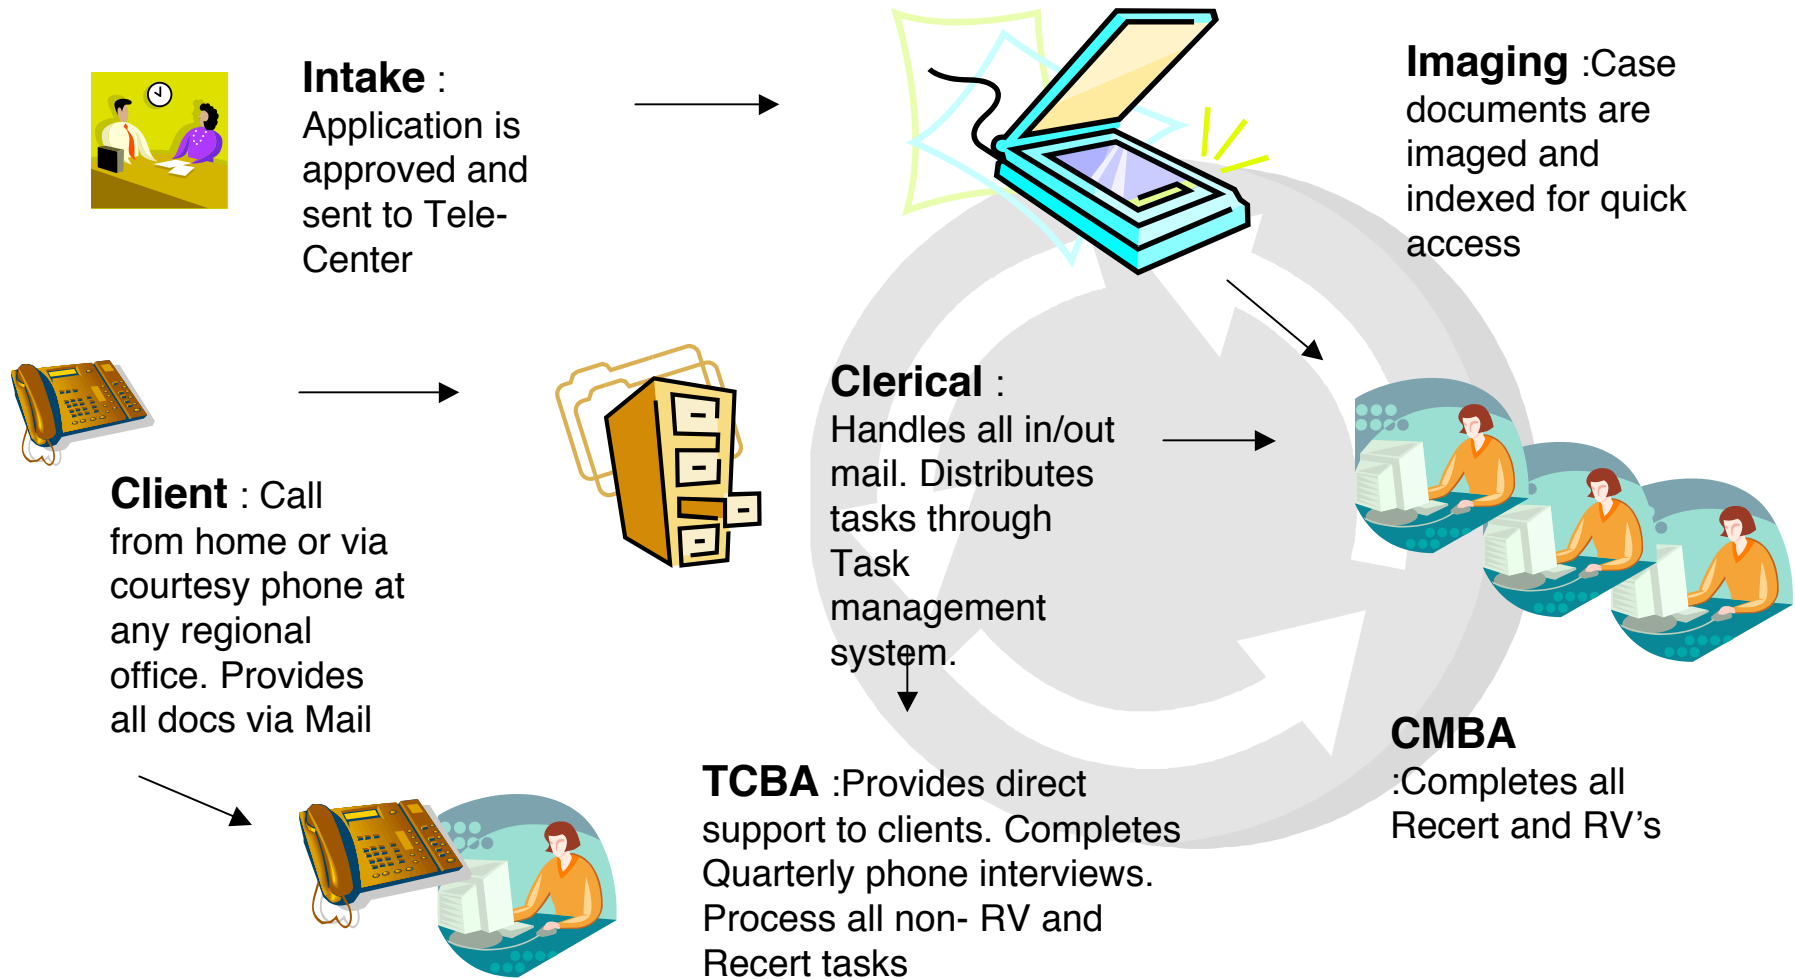 Intake :
Application is
approved and
sent to Tele-
Center
Imaging :Case
documents are
imaged and
indexed for quick
access
Client : Call
from home or via
courtesy phone at
any regional
office. Provides
all docs via Mail
Clerical :
Handles all in/out
mail. Distributes
tasks through
Task
management
system.
TCBA :Provides direct
support to clients. Completes
Quarterly phone interviews.
Process all non- RV and
Recert tasks
CMBA
:Completes all
Recert and RV’s